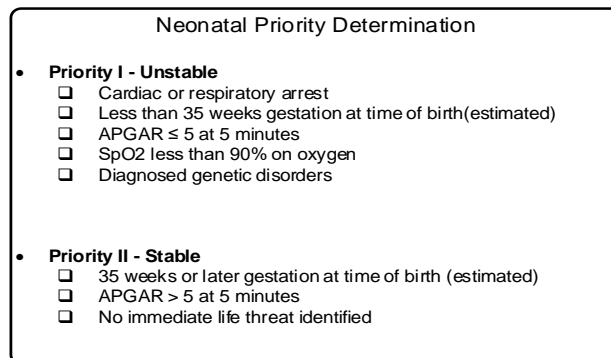 Neonatal Priority Determination
• Priority I - Unstable
❑ Cardiac or respiratory arrest
❑ Less than 35 weeks gestation at time of birth(estimated)
❑ APGAR ≤ 5 at 5 minutes
❑ SpO2 less than 90% on oxygen
❑ Diagnosed genetic disorders
• Priority II - Stable
❑ 35 weeks or later gestation at time of birth (estimated)
❑ APGAR > 5 at 5 minutes
❑ No immediate life threat identified